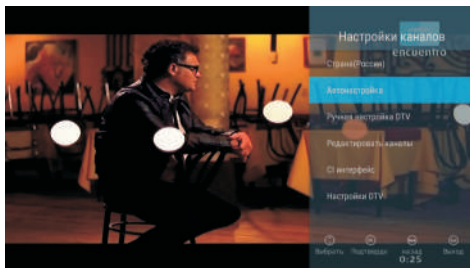 Настройки каналов
encuentro
Страна(Россия)
Автонастройка
Ручная настройка DTV
Редактировать каналы
CI интерфейс
Настройки DTV
Выбрать Подтверди назад Выход
0:25